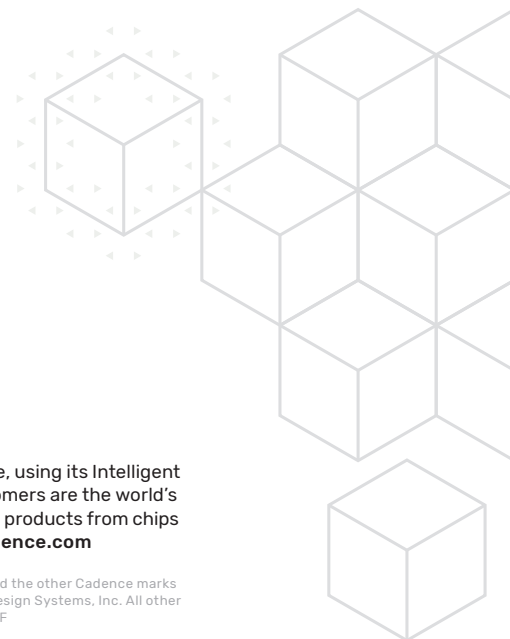 e, using its Intelligent
omers are the world's
products from chips
ence.com
d the other Cadence marks
esign Systems, Inc. All other
F